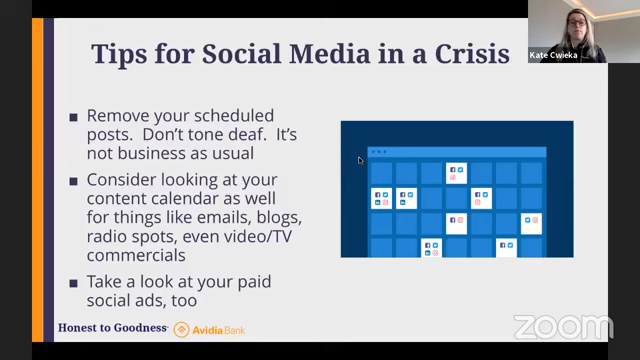 Tips for Social Media in a Crisis
Kate Cwieka
■ Remove your scheduled
posts. Don't tone deaf. It's
not business as usual
■ Consider looking at your
content calendar as well
for things like emails, blogs,
radio spots, even video/TV
commercials
■ Take a look at your paid
social ads, too
Honest to Goodness
Avidia Bank
zoom